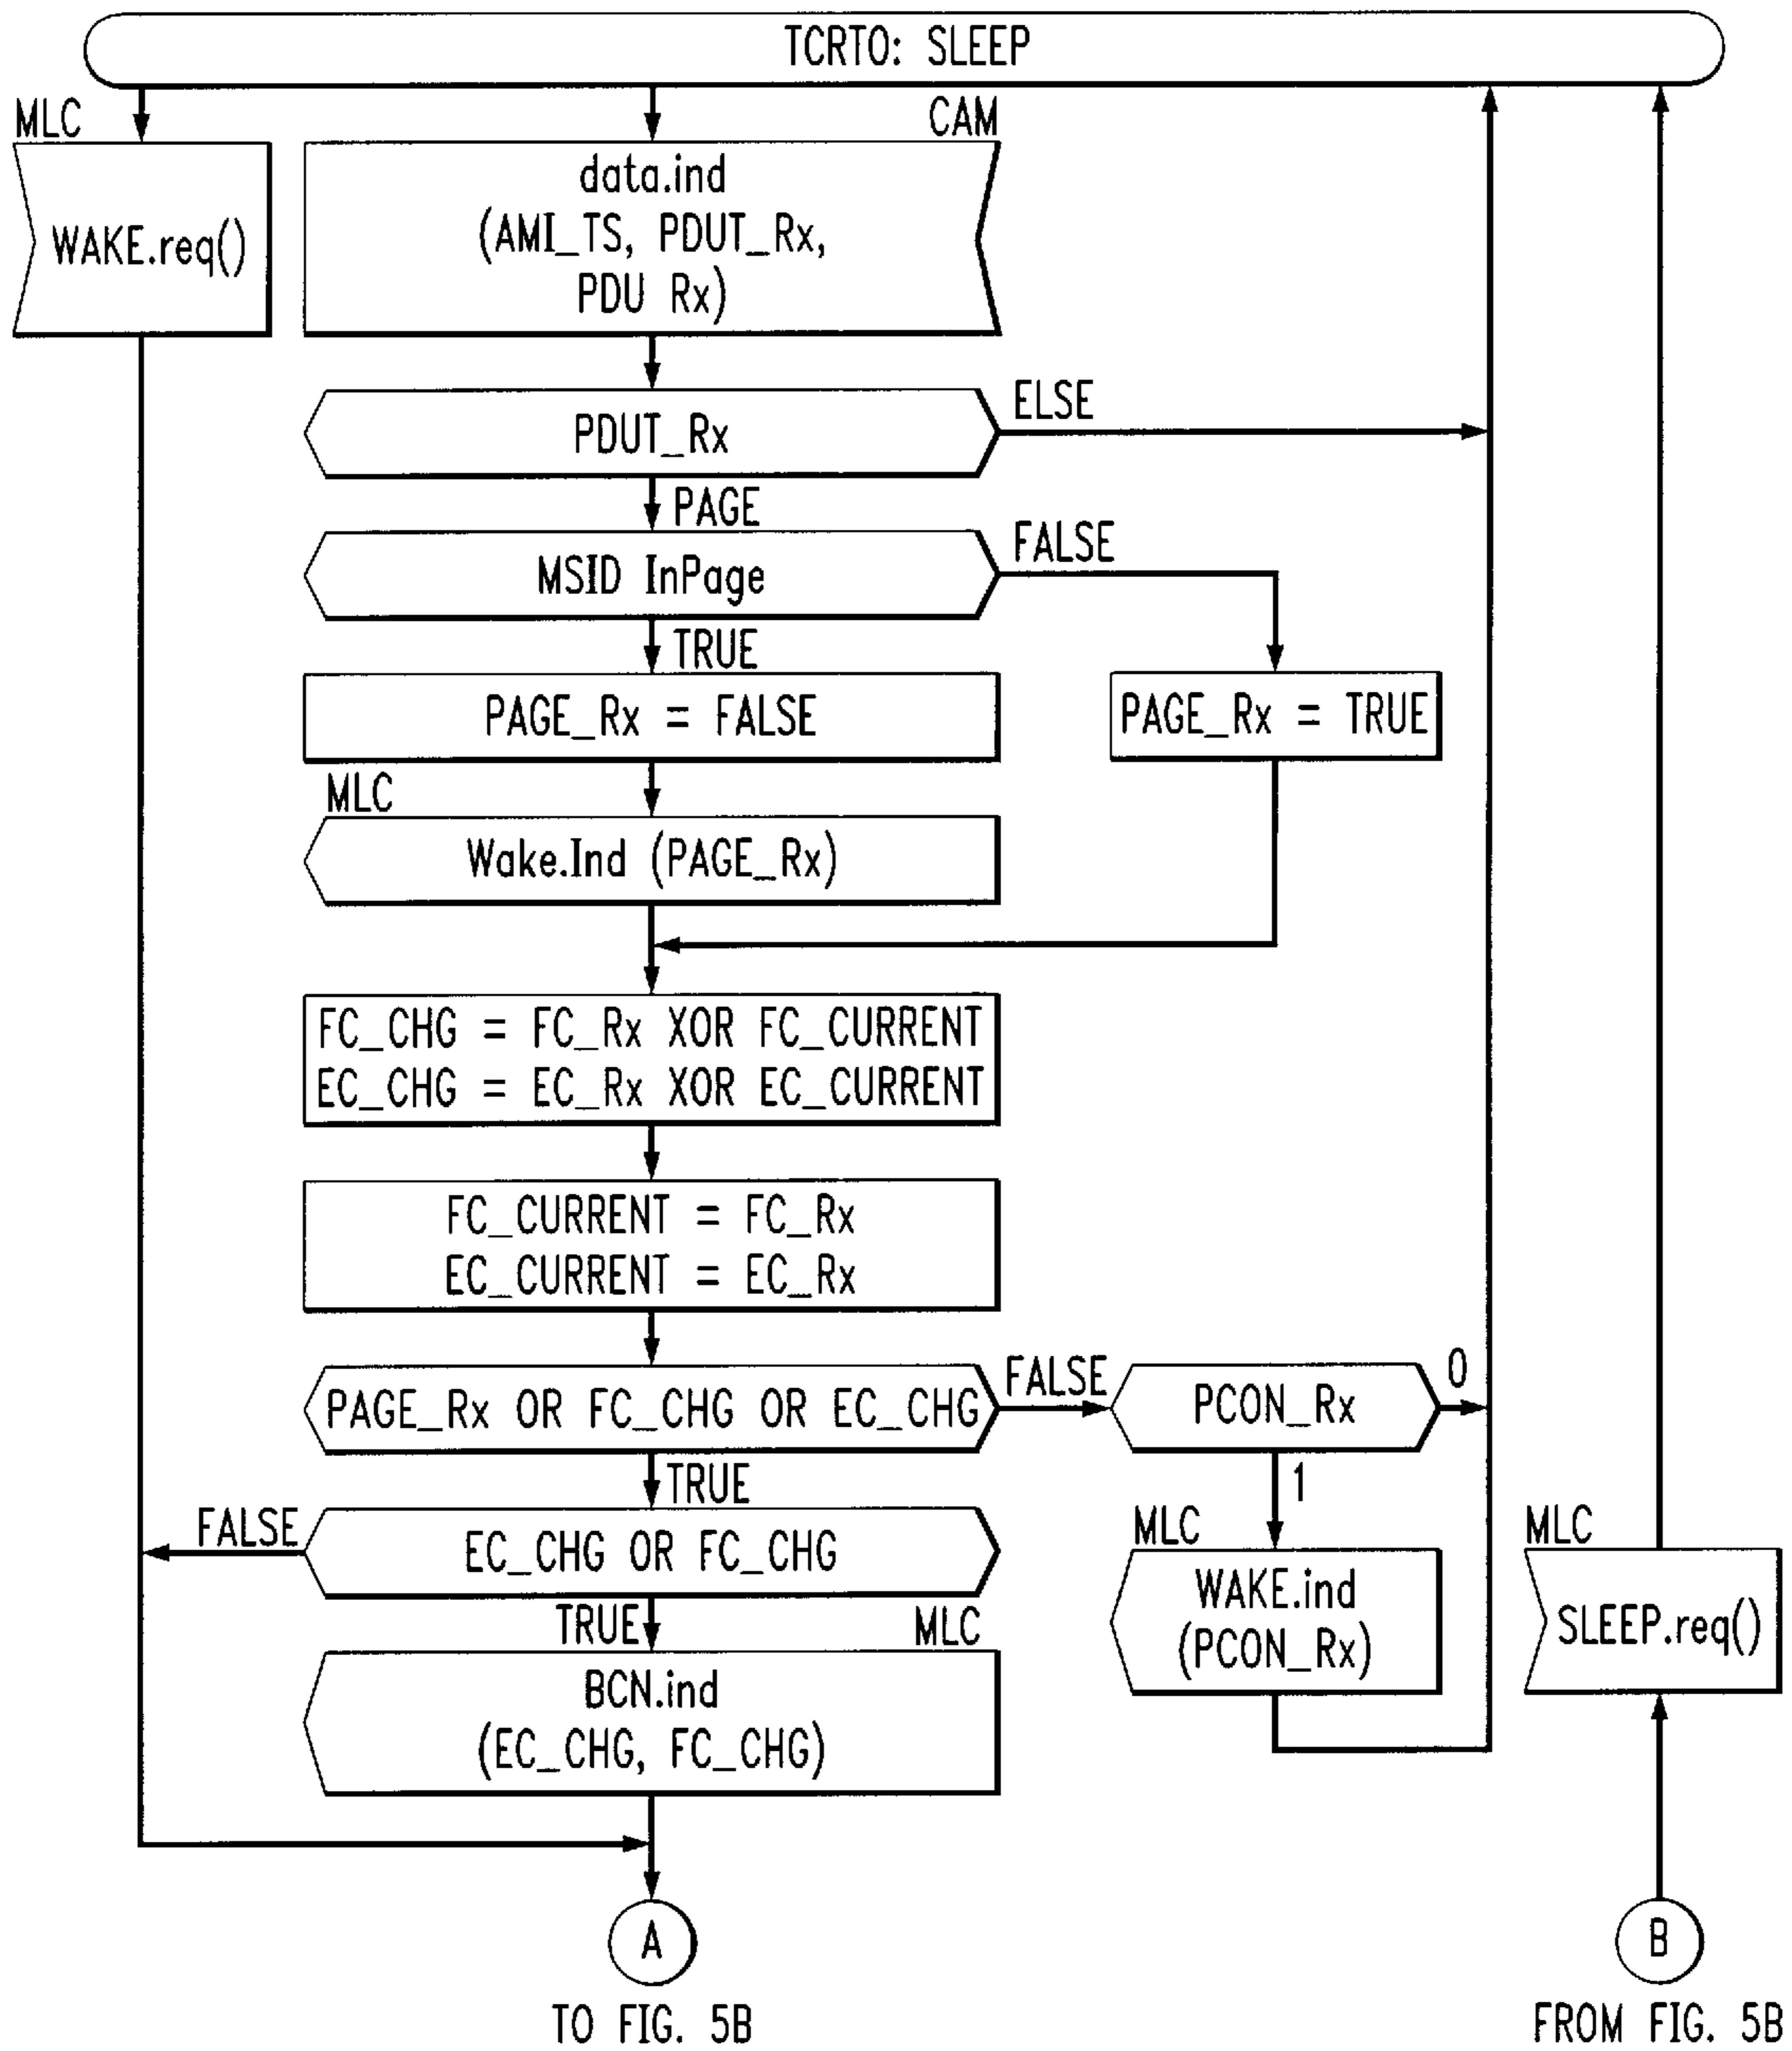 TCRTO: SLEEP
MLC
CAM
WAKE.req()
data.ind
(AMI_TS, PDUT_Rx,
PDU Rx)
PDUT_Rx
ELSE
PAGE
MSID InPage
FALSE
TRUE
PAGE_Rx = FALSE
PAGE_Rx = TRUE
MLC
Wake.Ind (PAGE_Rx)
FC_CHG = FC_Rx XOR FC_CURRENT
EC_CHG = EC_Rx XOR EC_CURRENT
FC_CURRENT = FC_Rx
EC_CURRENT = EC_Rx
PAGE_Rx OR FC_CHG OR EC_CHG
FALSE
PCON_Rx
0
TRUE
1
FALSE
EC_CHG OR FC_CHG
MLC
WAKE.ind
(PCON_Rx)
MLC
SLEEP.req()
TRUE
MLC
BCN.ind
(EC_CHG, FC_CHG)
A
B
TO FIG. 5B
FROM FIG. 5B